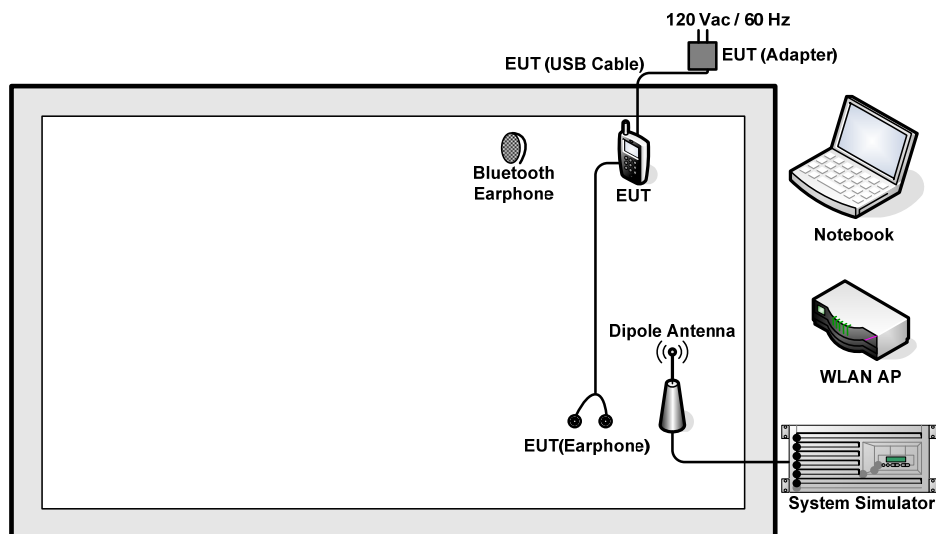 120 Vac / 60 Hz
EUT (Adapter)
EUT (USB Cable)
Bluetooth
Earphone
EUT
Notebook
Dipole Antenna
WLAN AP
EUT(Earphone)
System Simulator